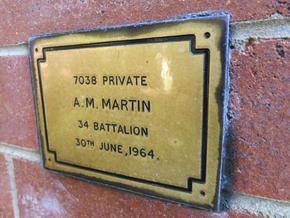 7038 PRIVATE
A.M. MARTIN
34 BATTALION
30TH JUNE, 1964.